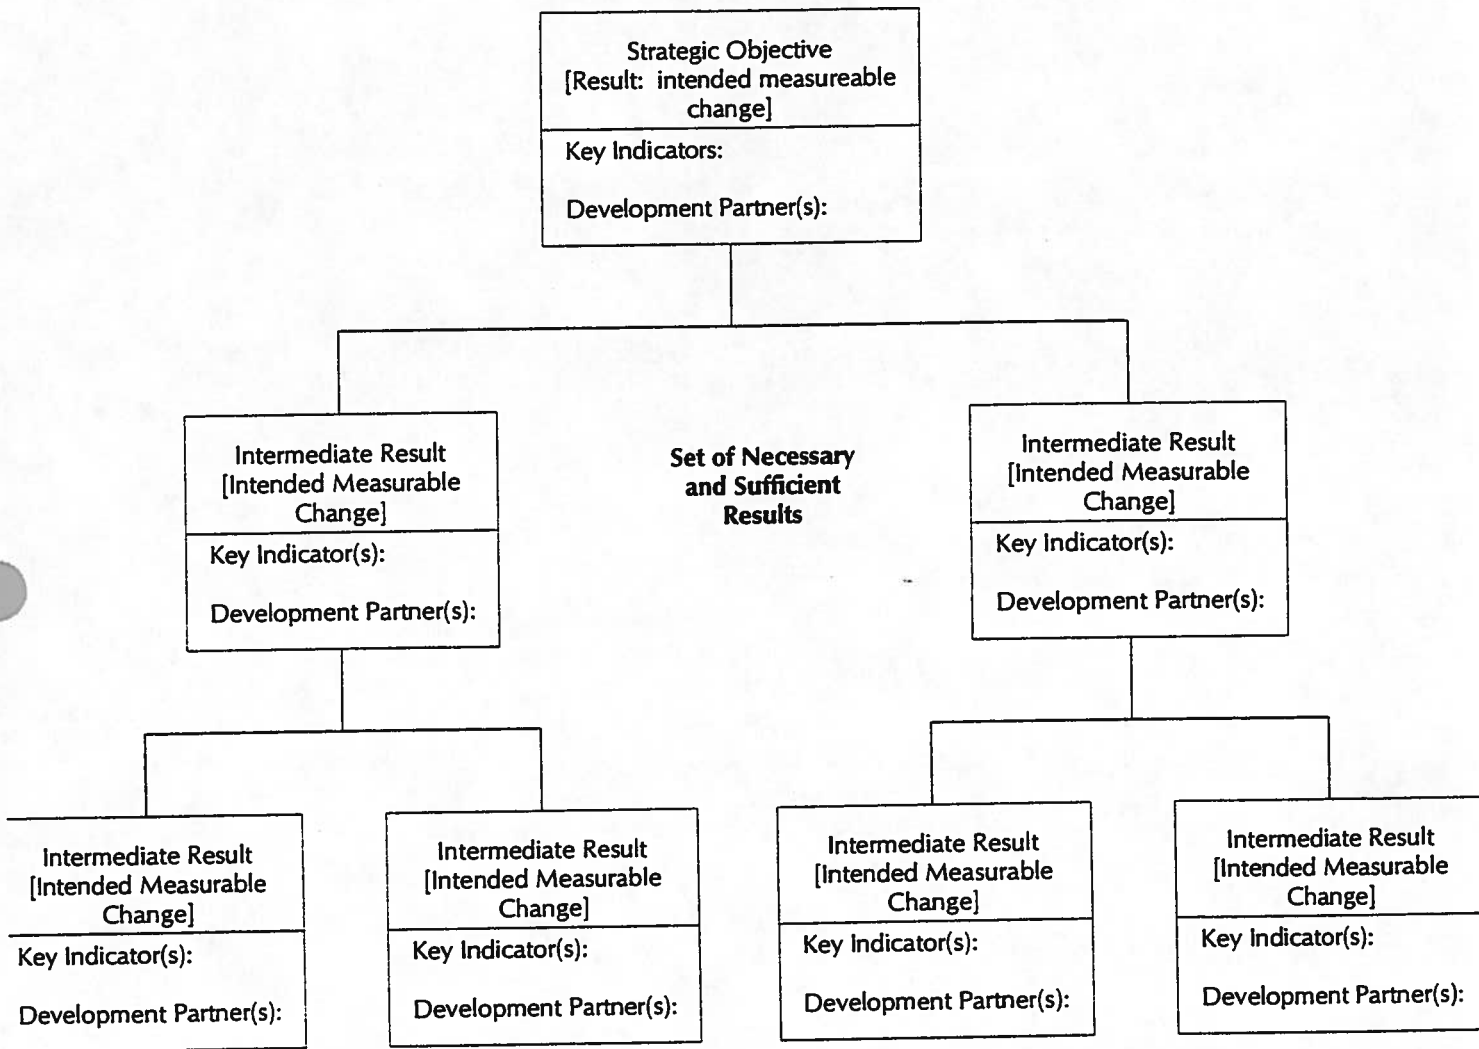 Strategic Objective
[Result: intended measureable
change]
Key Indicators:
Development Partner(s):
Intermediate Result
[Intended Measurable
Change]
Key Indicator(s):
Development Partner(s):
Set of Necessary
and Sufficient
Results
Intermediate Result
[Intended Measurable
Change]
Key Indicator(s):
Development Partner(s):
Intermediate Result
[Intended Measurable
Change]
Key Indicator(s):
Development Partner(s):
Intermediate Result
[Intended Measurable
Change]
Key Indicator(s):
Development Partner(s):
Intermediate Result
[Intended Measurable
Change]
Key Indicator(s):
Development Partner(s):
Intermediate Result
[Intended Measurable
Change]
Key Indicator(s):
Development Partner(s):